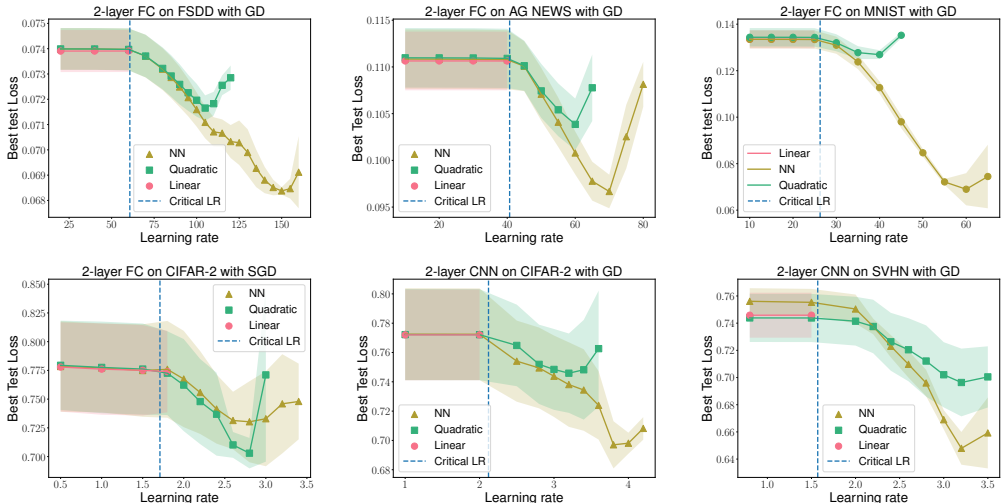 2-layer FC on FSDD with GD
Best test Loss
0.074
0.073
0.072
0.071
0.070
0.069
0.068
NN
Quadratic
Linear
Critical LR
25 50 75 100 125 150
Learning rate
2-layer FC on AG NEWS with GD
Best Test Loss
0.115
0.110
0.105
0.100
0.095
NN
Quadratic
Linear
Critical LR
20 40 60 80
Learning rate
2-layer FC on MNIST with GD
Best Test Loss
0.14
0.12
0.10
0.08
0.06
Linear
NN
Quadratic
Critical LR
10 20 30 40 50 60
Learning rate
2-layer FC on CIFAR-2 with SGD
Best Test Loss
0.850
0.825
0.800
0.775
0.750
0.725
0.700
NN
Quadratic
Linear
Critical LR
0.5 1.0 1.5 2.0 2.5 3.0 3.5
Learning rate
2-layer CNN on CIFAR-2 with GD
Best Test Loss
0.80
0.78
0.76
0.74
0.72
0.70
0.68
NN
Quadratic
Linear
Critical LR
1 2 3 4
Learning rate
2-layer CNN on SVHN with GD
Best Test Loss
0.76
0.74
0.72
0.70
0.68
0.66
0.64
NN
Quadratic
Linear
Critical LR
1.0 1.5 2.0 2.5 3.0 3.5
Learning rate